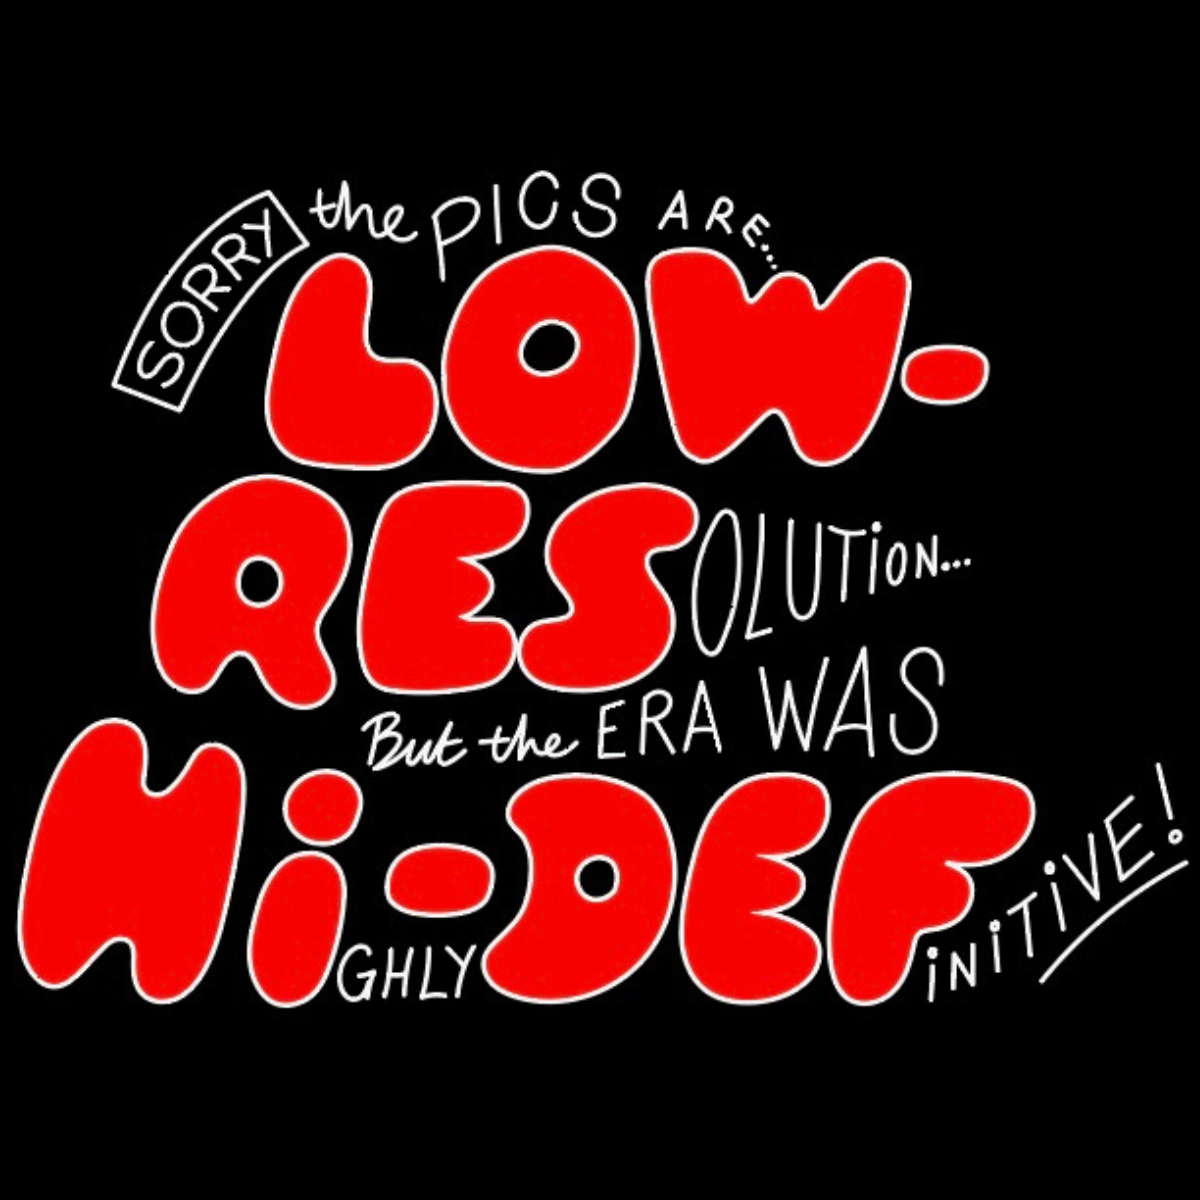 SORRY the PICS ARE...
LOW-
RESOLUTiON...
But the ERA WAS
Hi-DEFiNiTiVE!
GHLY